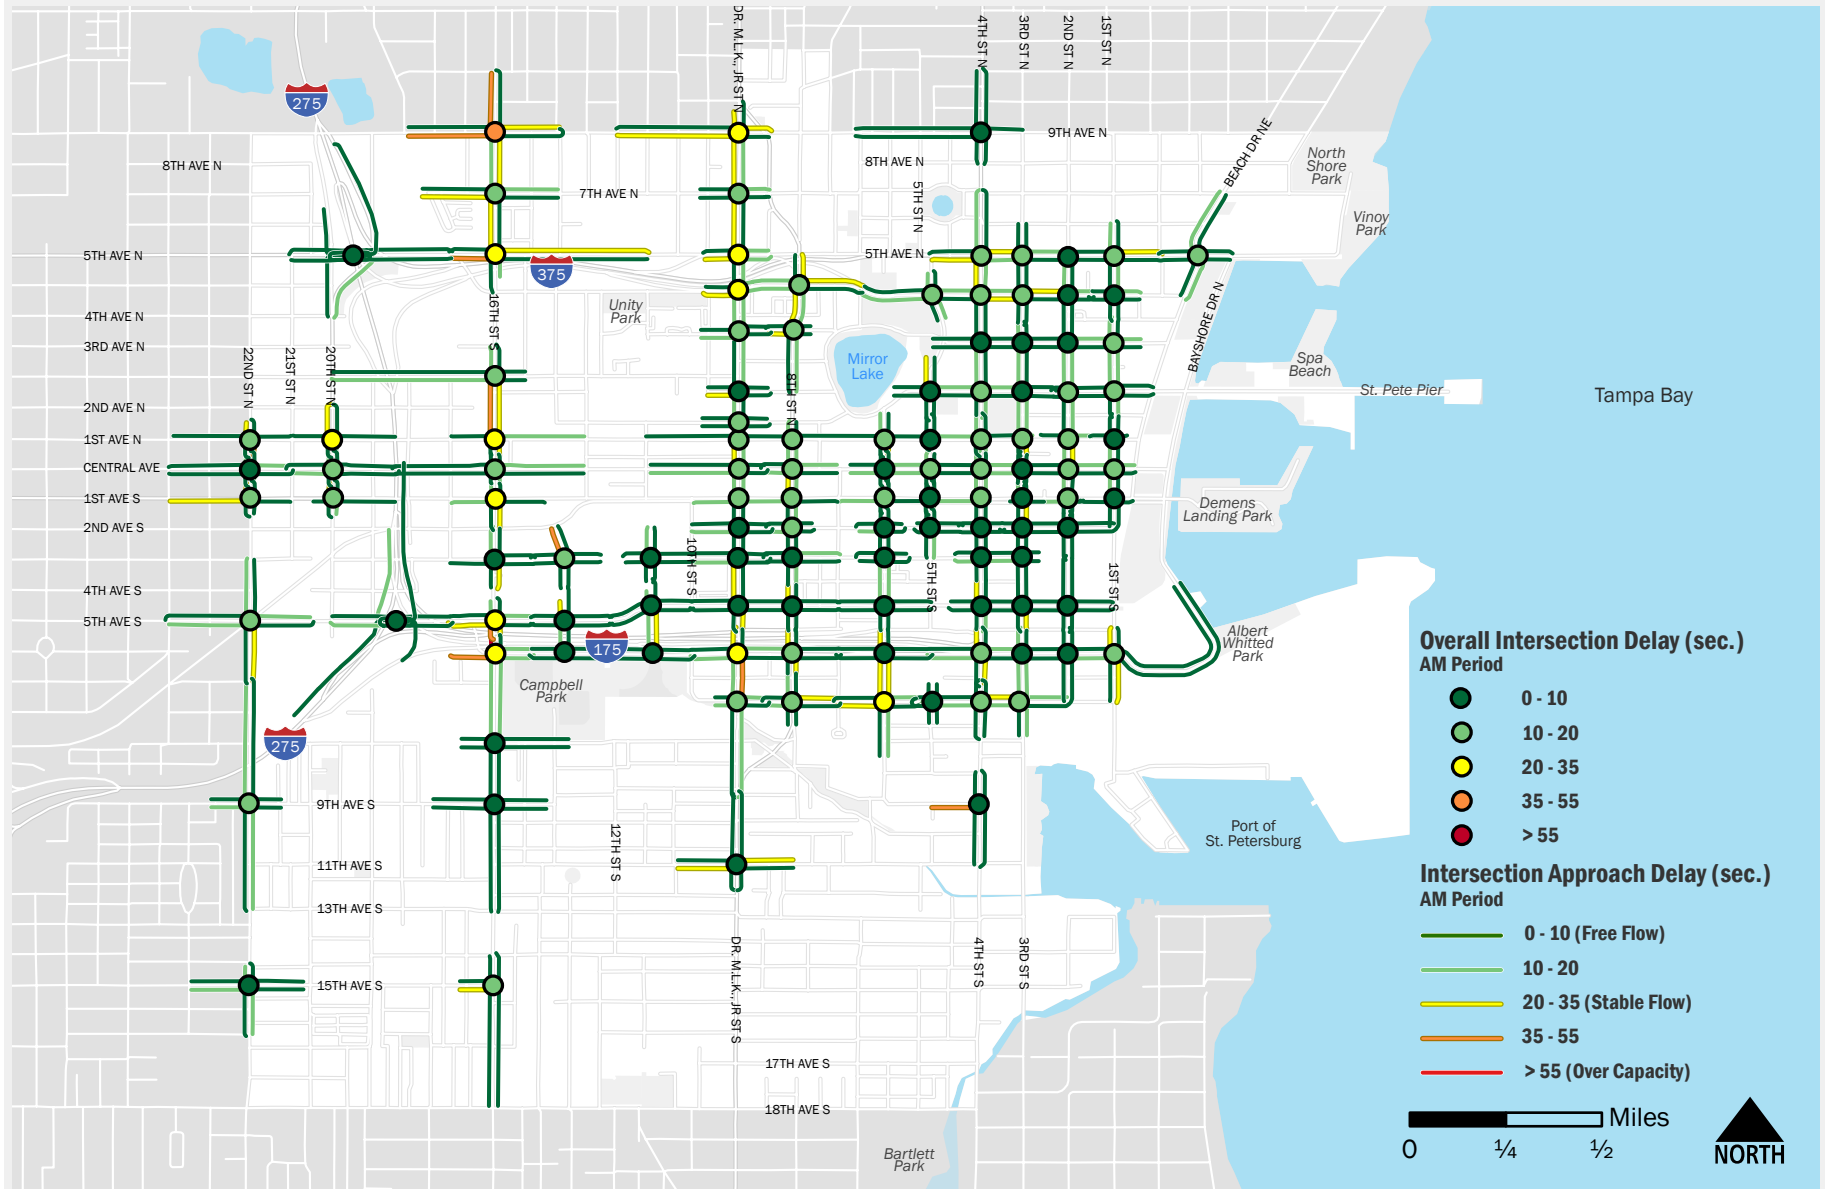 DR. M.L.K., JR ST N
4TH ST N
3RD ST N
2ND ST N
1ST ST N
275
9TH AVE N
BEACH DR NE
8TH AVE N
8TH AVE N
North
Shore
Park
7TH AVE N
5TH ST N
Vinoy
Park
5TH AVE N
5TH AVE N
375
16TH ST S
Unity
Park
4TH AVE N
BAYSHORE DR N
3RD AVE N
22ND ST N
21ST ST N
20TH ST N
Mirror
Lake
8TH ST N
Spa
Beach
St. Pete Pier
Tampa Bay
2ND AVE N
1ST AVE N
CENTRAL AVE
1ST AVE S
Demens
Landing Park
2ND AVE S
10TH ST S
5TH ST S
1ST ST S
4TH AVE S
5TH AVE S
175
Albert
Whitted
Park
Campbell
Park
275
9TH AVE S
12TH ST S
Port of
St. Petersburg
11TH AVE S
13TH AVE S
DR. M.L.K., JR ST S
4TH ST S
3RD ST S
15TH AVE S
17TH AVE S
18TH AVE S
Bartlett
Park
Overall Intersection Delay (sec.)
AM Period
0 - 10
10 - 20
20 - 35
35 - 55
> 55
Intersection Approach Delay (sec.)
AM Period
0 - 10 (Free Flow)
10 - 20
20 - 35 (Stable Flow)
35 - 55
> 55 (Over Capacity)
Miles
0 ¼ ½
NORTH